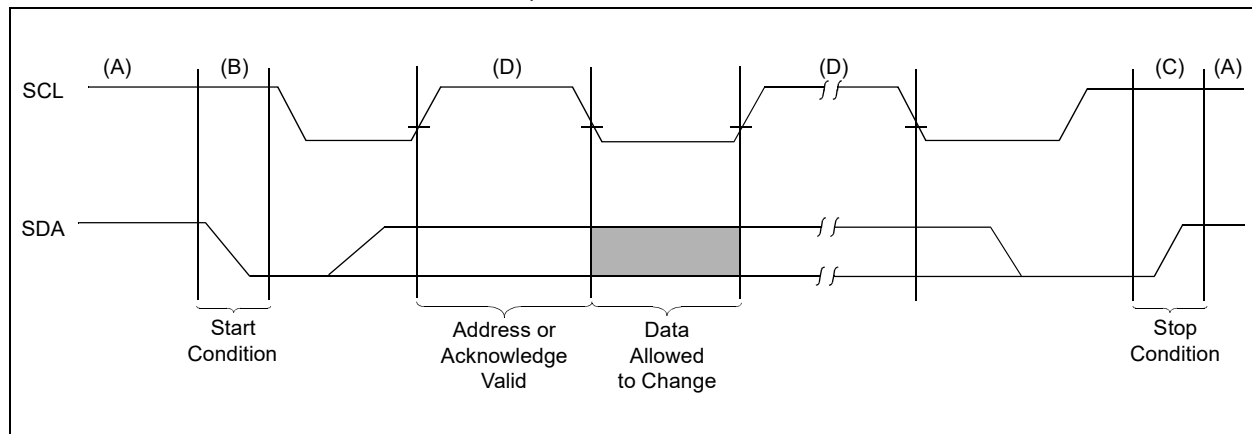 (A) (B) (D) (D) (C) (A)
SCL
SDA
Start
Condition
Address or
Acknowledge
Valid
Data
Allowed
to Change
Stop
Condition